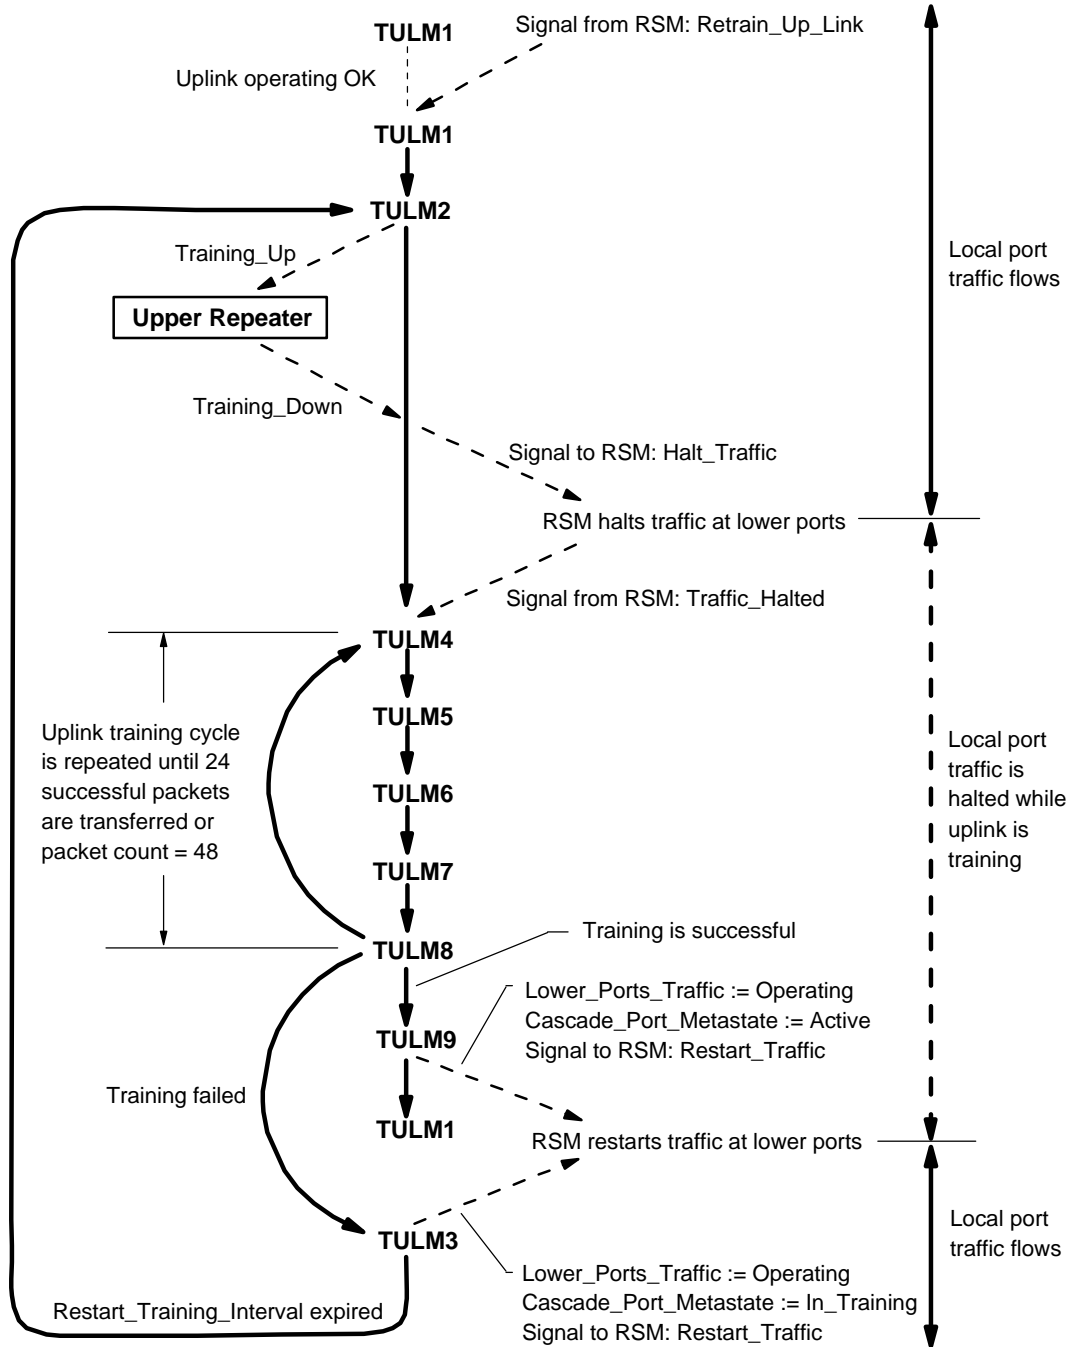 TULM1
Signal from RSM: Retrain_Up_Link
Uplink operating OK
TULM1
TULM2
Training_Up
Local port
traffic flows
Upper Repeater
Training_Down
Signal to RSM: Halt_Traffic
RSM halts traffic at lower ports
Signal from RSM: Traffic_Halted
TULM4
Uplink training cycle
is repeated until 24
successful packets
are transferred or
packet count = 48
TULM5
Local port
traffic is
halted while
uplink is
training
TULM6
TULM7
TULM8
Training is successful
Lower_Ports_Traffic := Operating
Cascade_Port_Metastate := Active
Signal to RSM: Restart_Traffic
TULM9
Training failed
TULM1
RSM restarts traffic at lower ports
Local port
traffic flows
TULM3
Lower_Ports_Traffic := Operating
Cascade_Port_Metastate := In_Training
Signal to RSM: Restart_Traffic
Restart_Training_Interval expired